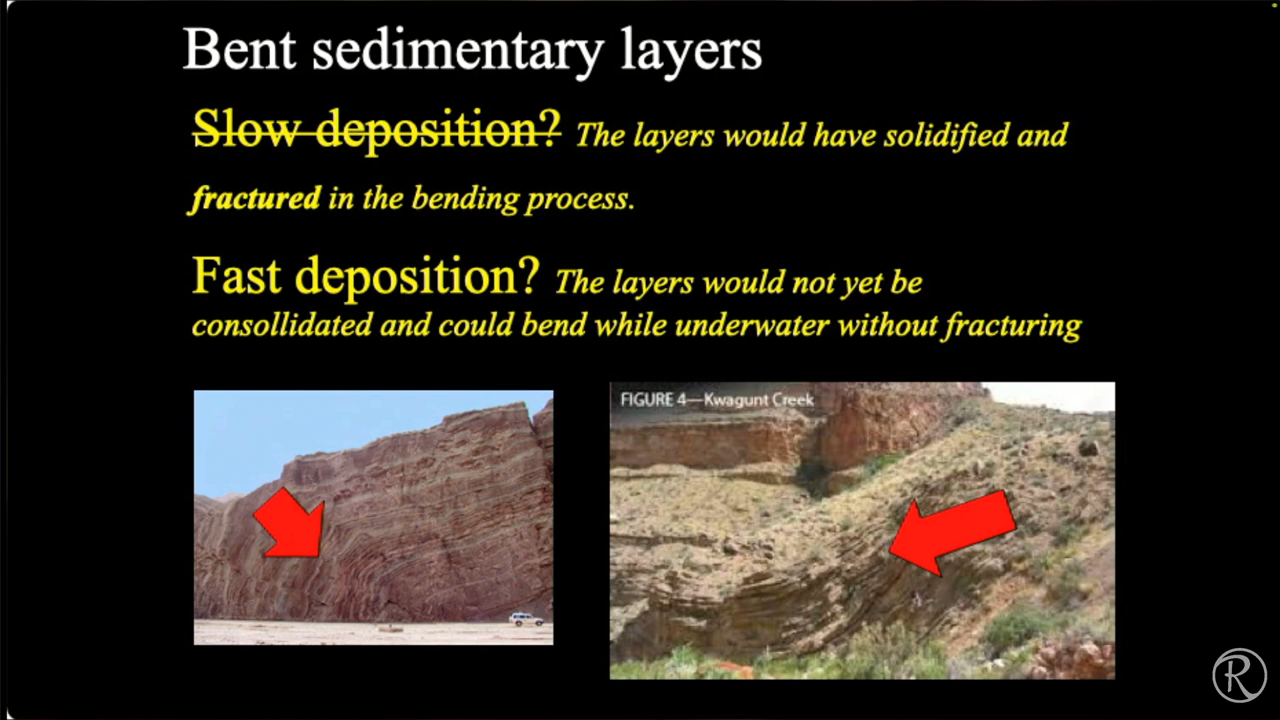 Bent sedimentary layers
Slow deposition? The layers would have solidified and
fractured in the bending process.
Fast deposition? The layers would not yet be
consollidated and could bend while underwater without fracturing
FIGURE 4—Kwagunt Creek
R